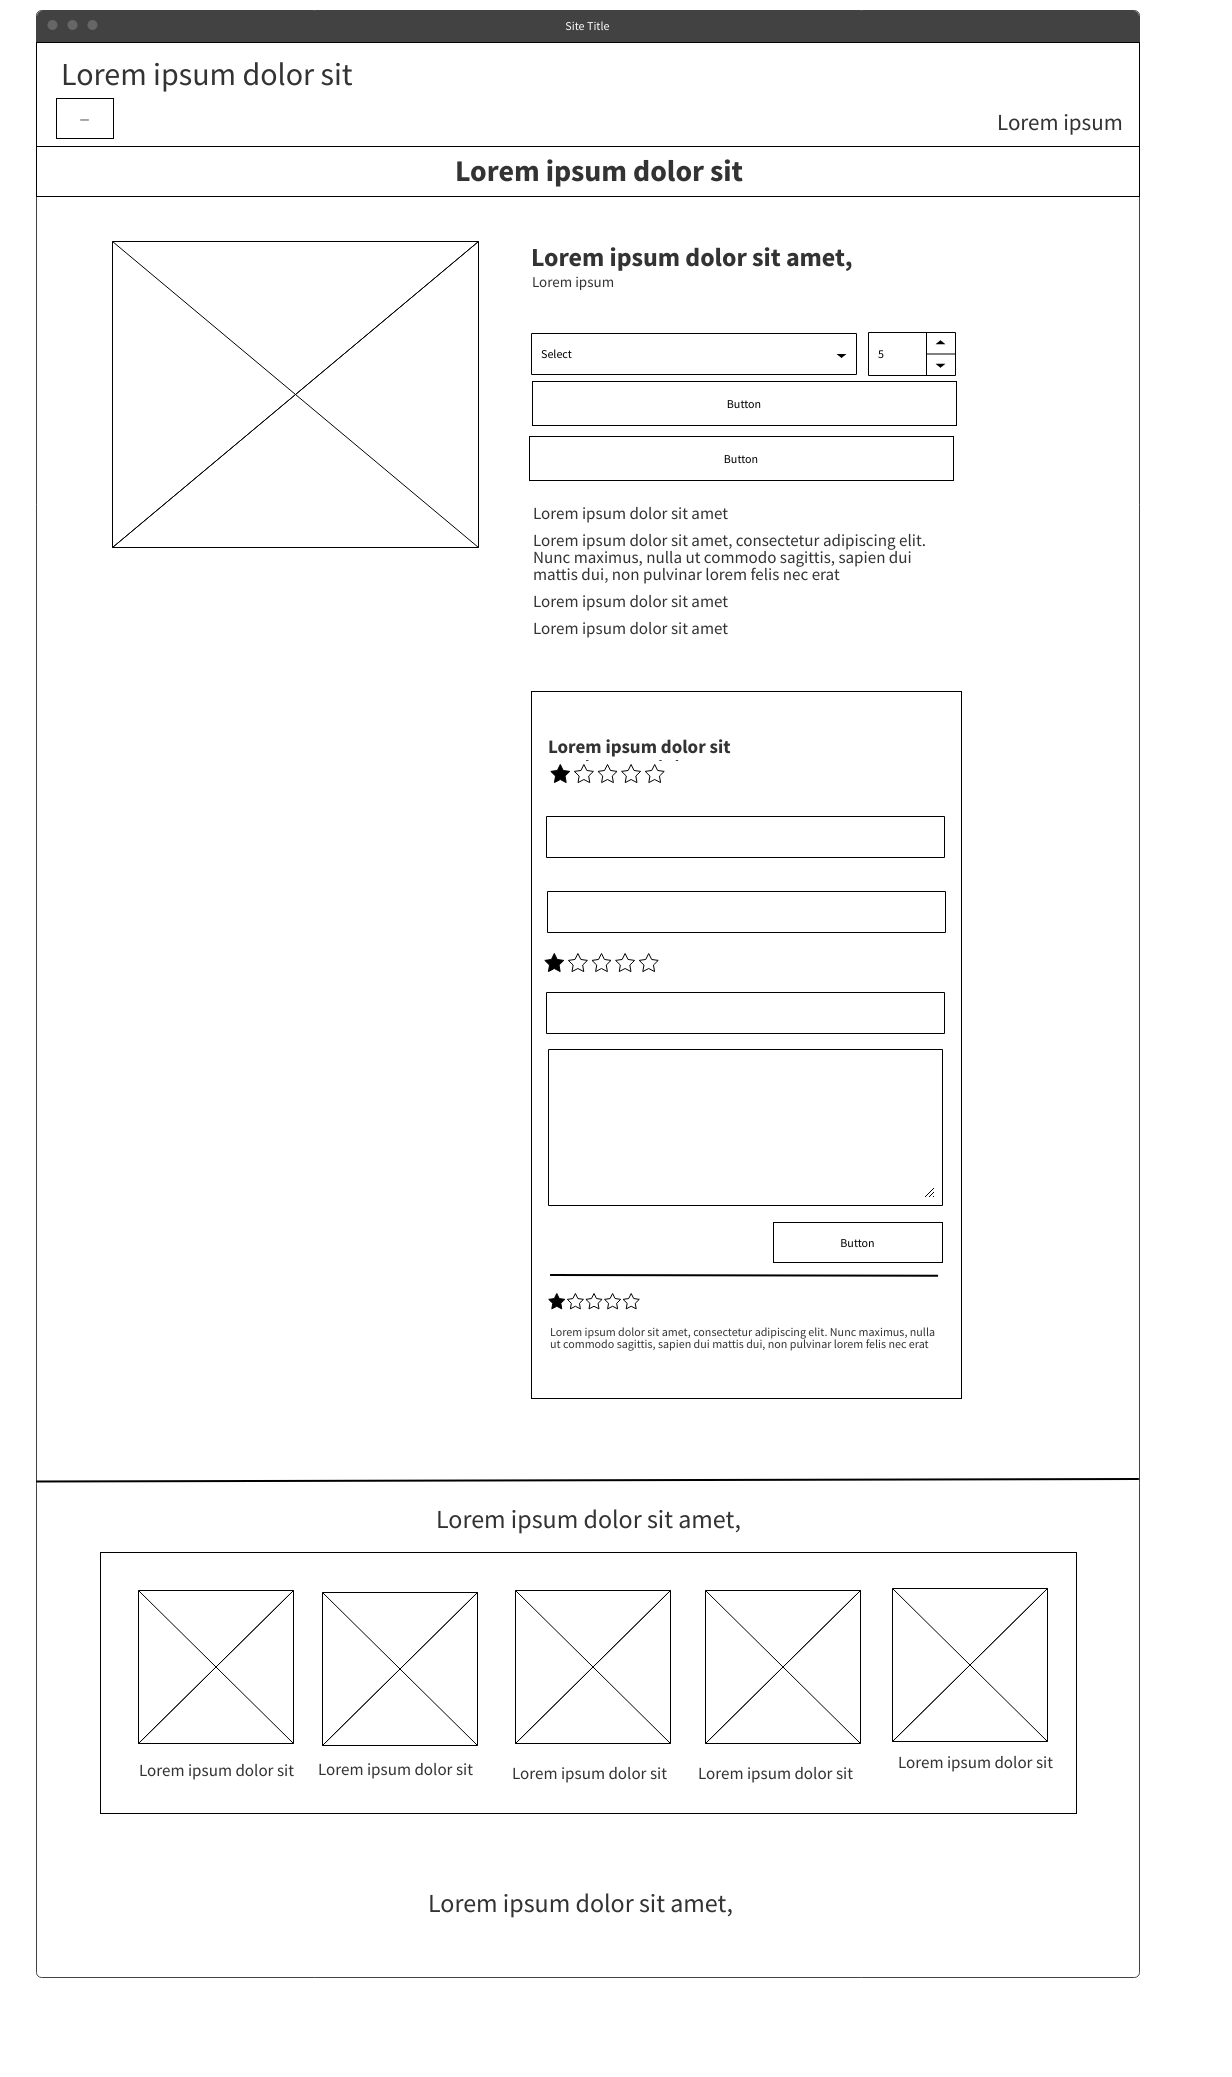 Site Title
Lorem ipsum dolor sit
—
Lorem ipsum
Lorem ipsum dolor sit
Lorem ipsum dolor sit amet,
Lorem ipsum
Select
5
Button
Button
Lorem ipsum dolor sit amet
Lorem ipsum dolor sit amet, consectetur adipiscing elit.
Nunc maximus, nulla ut commodo sagittis, sapien dui
mattis dui, non pulvinar lorem felis nec erat
Lorem ipsum dolor sit amet
Lorem ipsum dolor sit amet
Lorem ipsum dolor sit
Button
Lorem ipsum dolor sit amet, consectetur adipiscing elit. Nunc maximus, nulla
ut commodo sagittis, sapien dui mattis dui, non pulvinar lorem felis nec erat
Lorem ipsum dolor sit amet,
Lorem ipsum dolor sit
Lorem ipsum dolor sit
Lorem ipsum dolor sit
Lorem ipsum dolor sit
Lorem ipsum dolor sit
Lorem ipsum dolor sit amet,